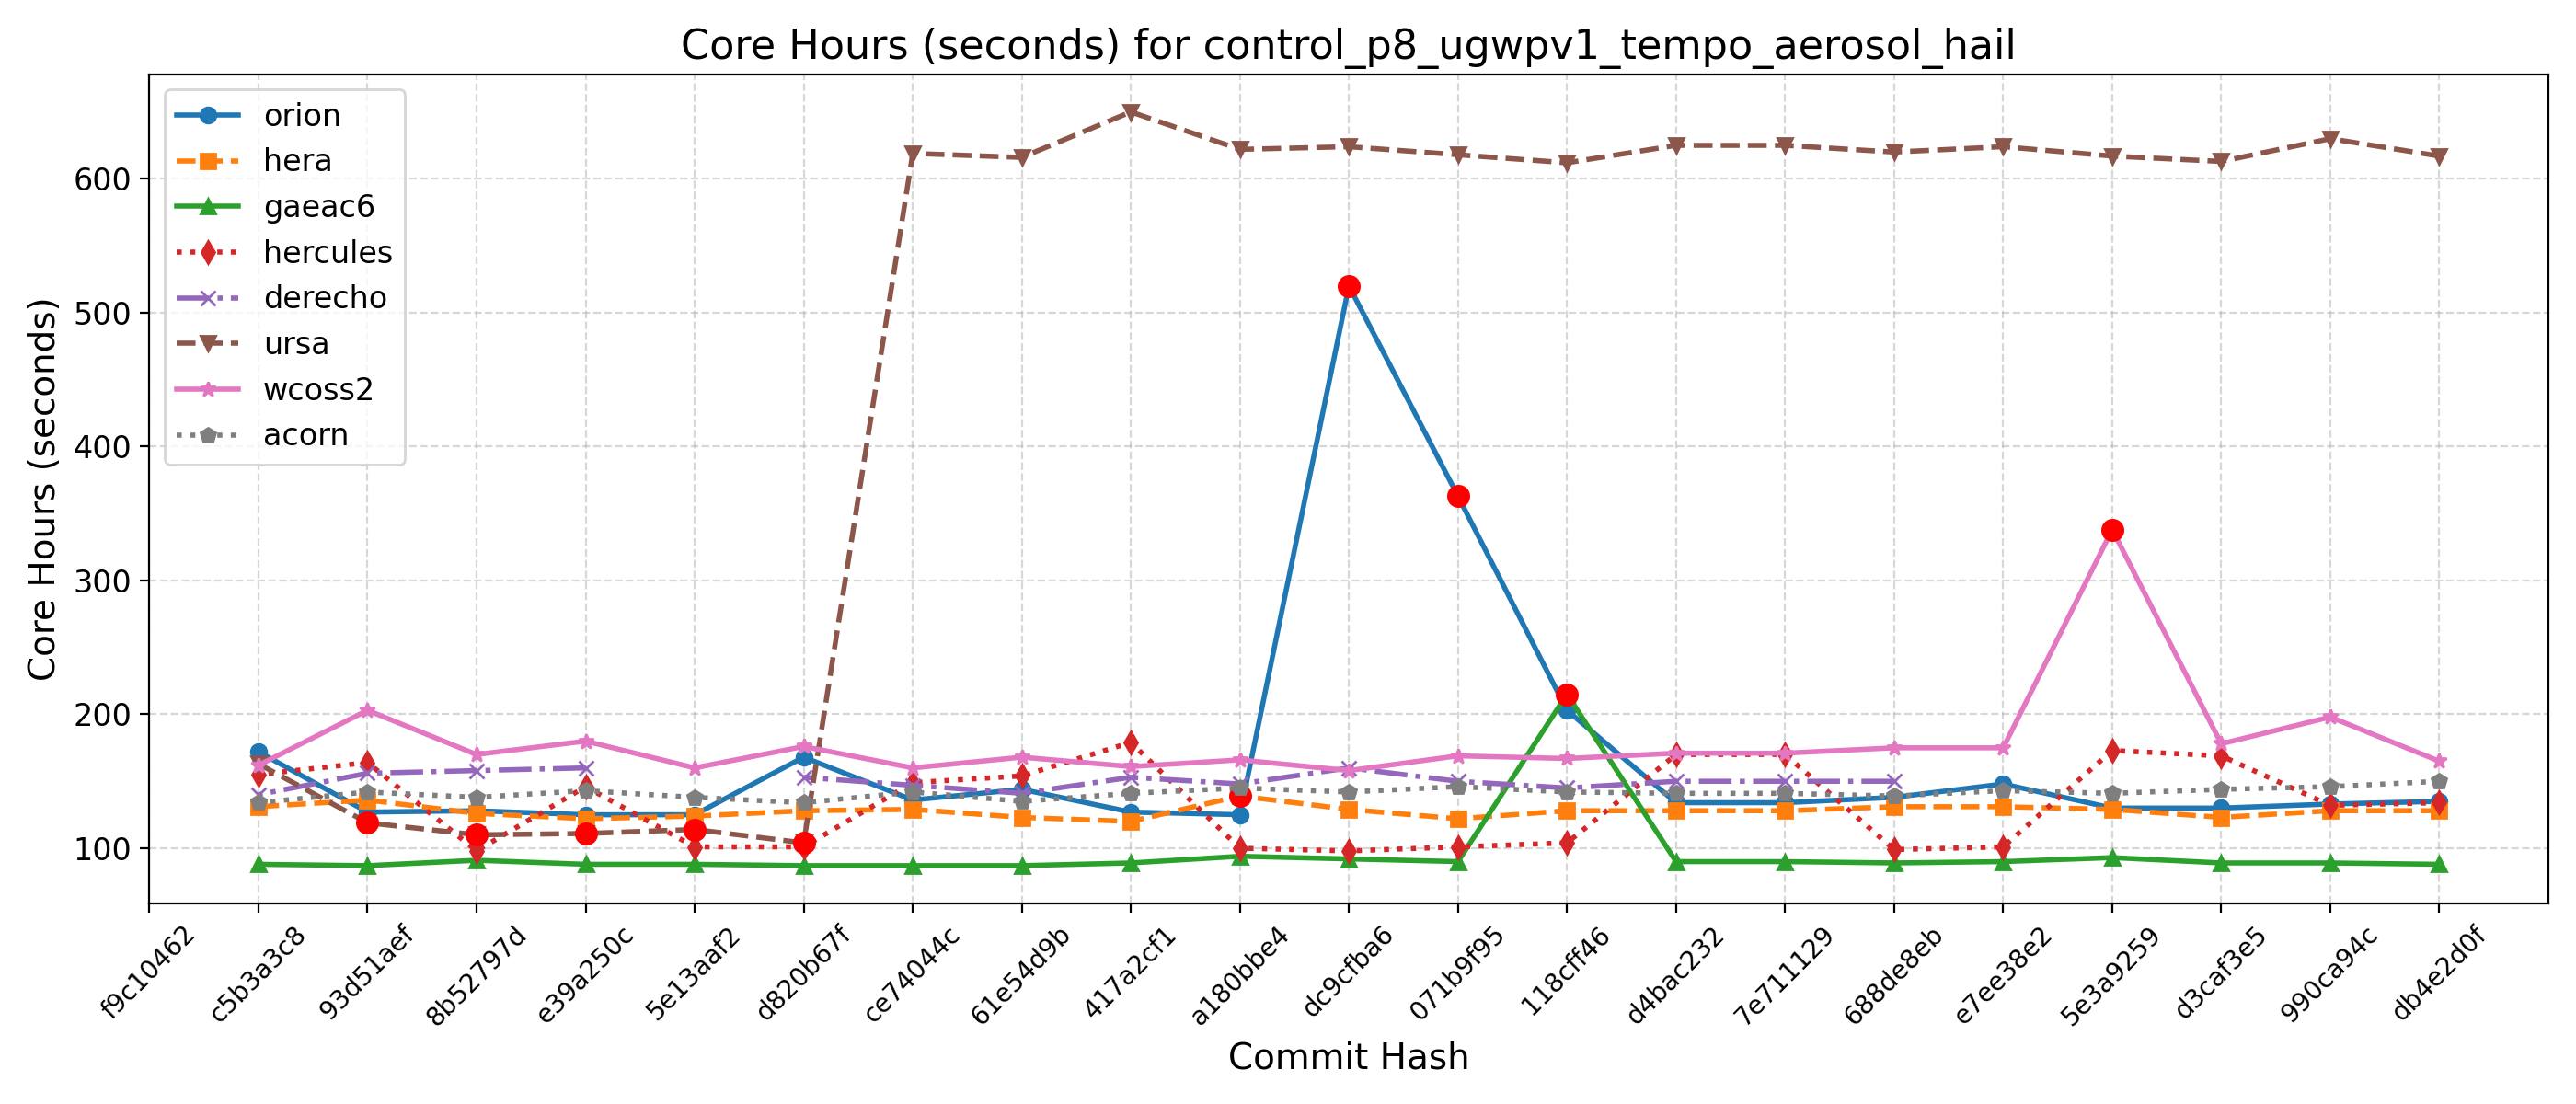 Core Hours (seconds) for control_p8_ugwpv1_tempo_aerosol_hail
orion
hera
gaeac6
hercules
derecho
ursa
wcoss2
acorn
Core Hours (seconds)
600
500
400
300
200
100
f9c10462
c5b3a3c8
93d51aef
8b52797d
e39a250c
5e13aaf2
d820b67f
ce74044c
61e54d9b
417a2cf1
a180bbe4
dc9cfba6
071b9f95
118cff46
d4bac232
7e711129
688de8eb
e7ee38e2
5e3a9259
d3caf3e5
990ca94c
db4e2d0f
Commit Hash